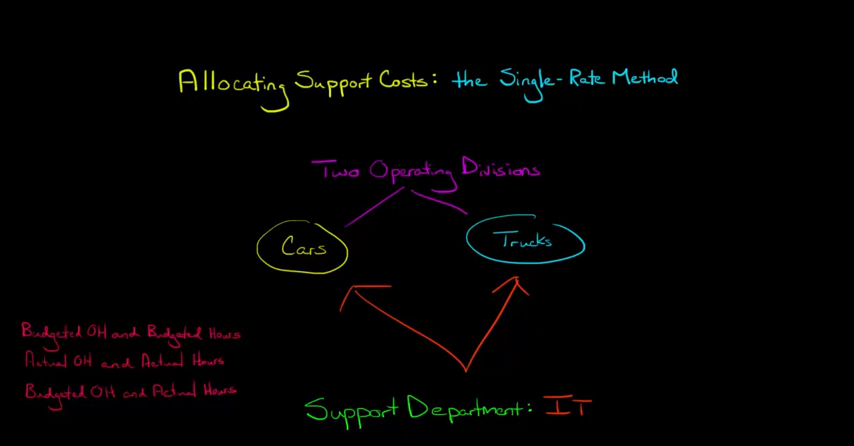 Allocating Support Costs: the Single-Rate Method
Two Operating Divisions
Cars
Trucks
Budgeted OH and Budgeted Hours
Actual OH and Actual Hours
Budgeted OH and Actual Hours
Support Department: IT